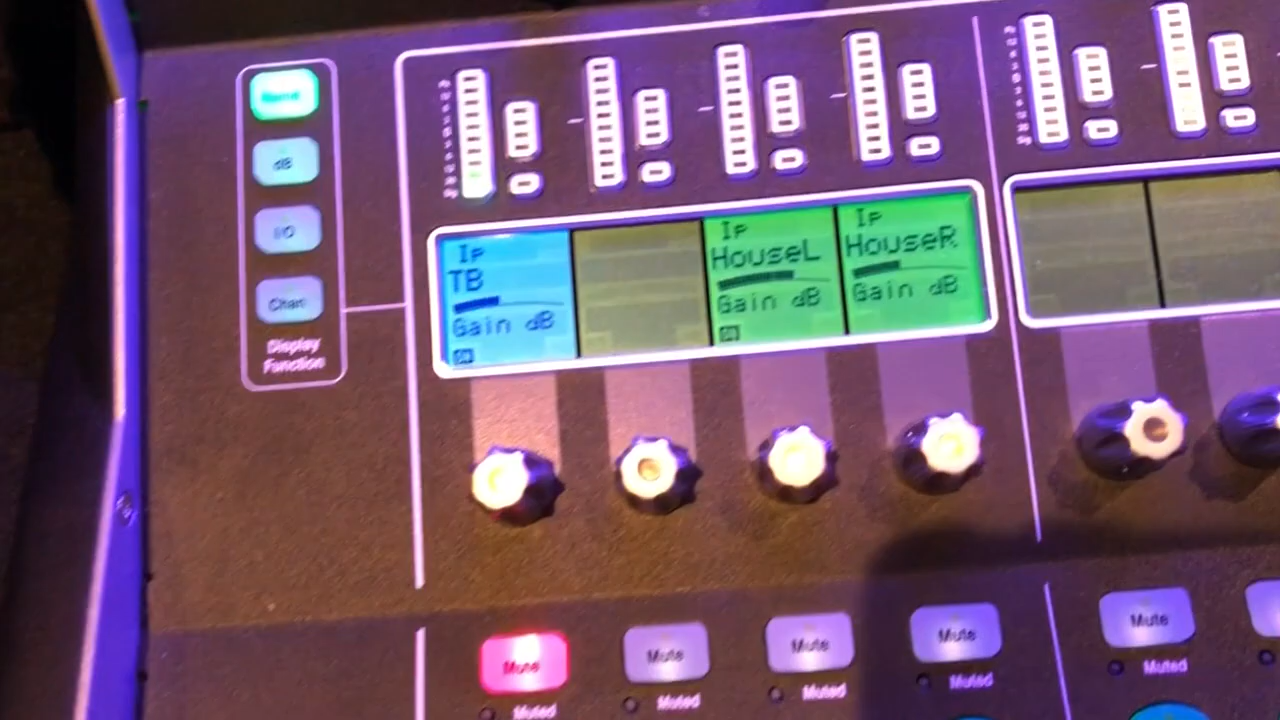 Name
dB
I/O
Chan
Display
Function
Ip
TB
Gain dB
Ip
HouseL
Gain dB
Ip
HouseR
Gain dB
Mute
Mute
Mute
Mute
Mute
Muted
Muted
Muted
Muted
Muted